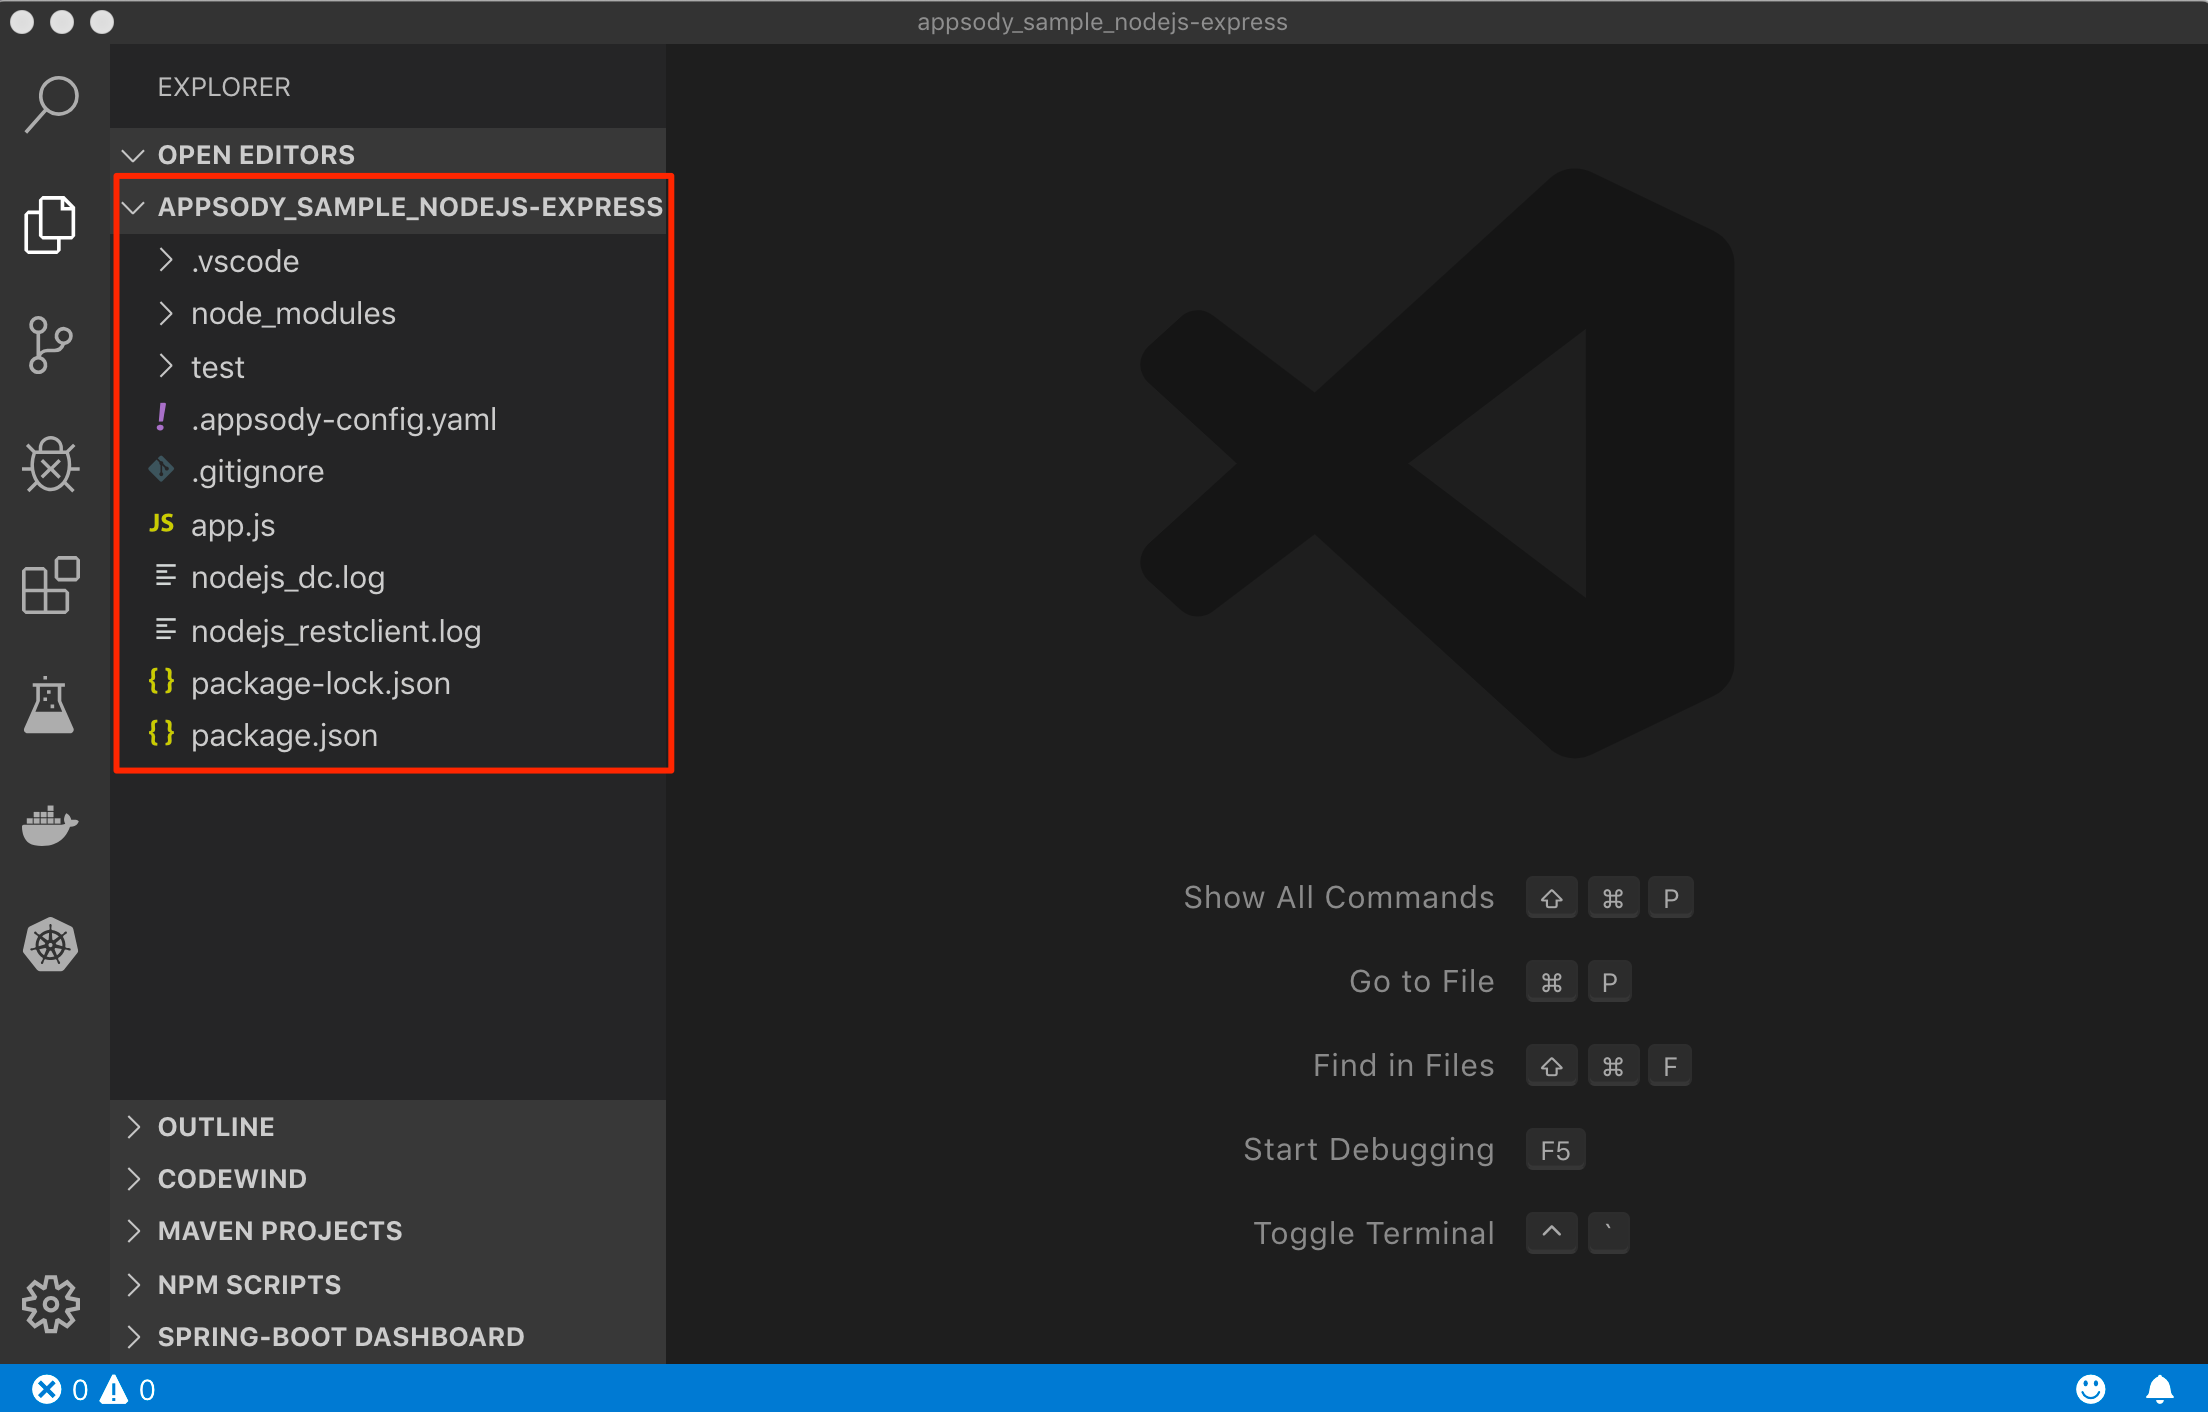 appsody_sample_nodejs-express
EXPLORER
OPEN EDITORS
APPSODY_SAMPLE_NODEJS-EXPRESS
.vscode
node_modules
test
! .appsody-config.yaml
.gitignore
JS app.js
nodejs_dc.log
nodejs_restclient.log
{} package-lock.json
{} package.json
Show All Commands ⇧ ⌘ P
Go to File ⌘ P
Find in Files ⇧ ⌘ F
Start Debugging F5
Toggle Terminal ^ `
OUTLINE
CODEWIND
MAVEN PROJECTS
NPM SCRIPTS
SPRING-BOOT DASHBOARD
0 0